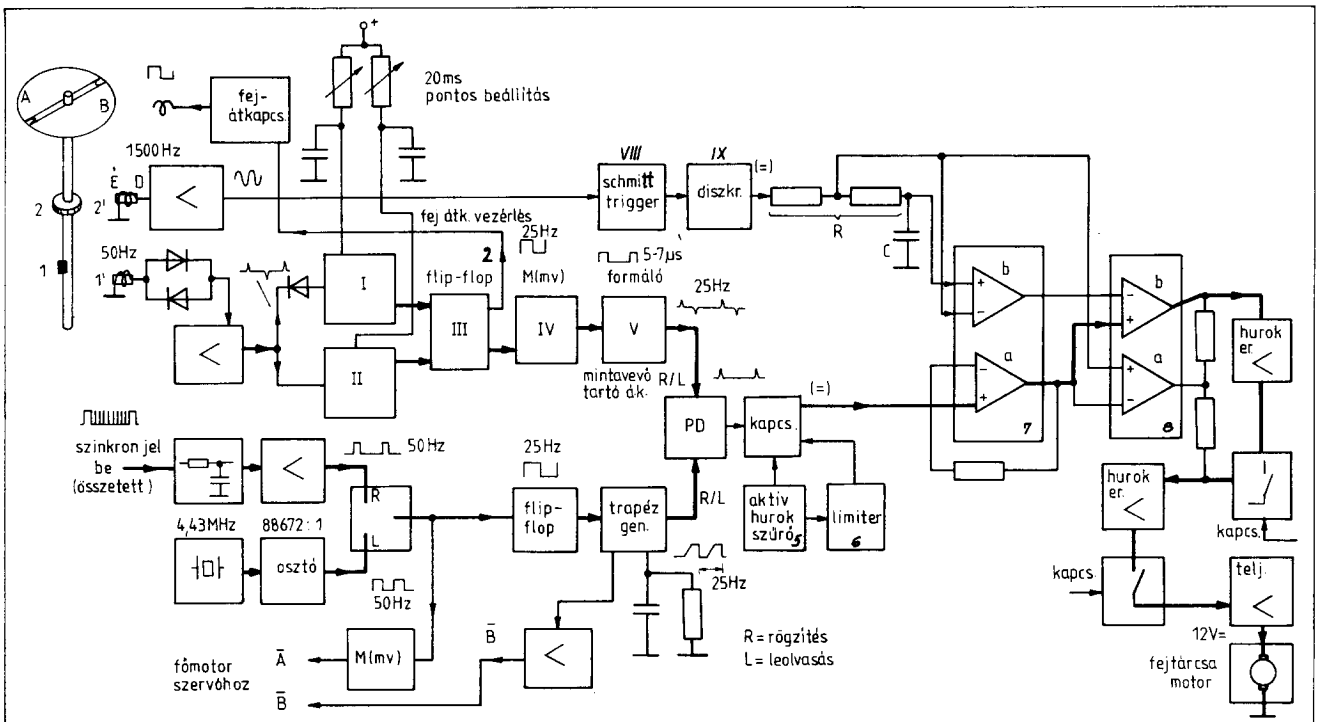 +
A
B
fej-
átkapcs.
20ms
pontos beállítás
1500Hz
É D
2'
<
2
1
VIII
schmitt
trigger
IX
diszkr.
(=)
R
C
fej átk. vezérlés
50Hz
1'
<
I
II
2
flip-flop
III
25Hz
M(mv)
IV
5-7µs
formáló
V
25Hz
mintavevő
tartó ák.
R/L
PD
kapcs.
(=)
R/L
b
+
-
a
-
+
7
b
-
+
a
+
-
8
hurok
er.
<
kapcs.
hurok
er.
<
kapcs.
telj.
<
12V=
fejtárcsa
motor
szinkron jel
be
(összetett)
<
50Hz
R
L
4,43MHz
88672:1
osztó
50Hz
25Hz
flip-
flop
trapéz
gen.
25Hz
aktív
hurok
szűrő
5
limiter
6
R = rögzítés
L = leolvasás
főmotor
szervóhoz
A̅
B̅
M(mv)
B̅
<